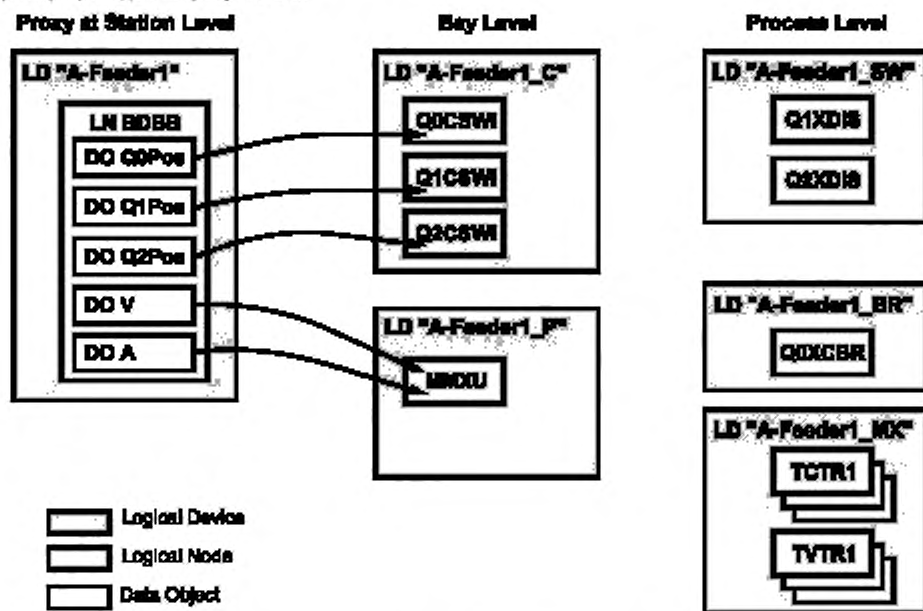 Proxy at Station Level
Bay Level
Process Level
LD "A-Feeder1"
LN BDBB
DO Q0Pos
DO Q1Pos
DO Q2Pos
DO V
DO A
LD "A-Feeder1_C"
Q0CSWI
Q1CSWI
Q2CSWI
LD "A-Feeder1_P"
MMXU
LD "A-Feeder1_SW"
Q1XDIS
Q2XDIS
LD "A-Feeder1_BR"
Q0XCBR
LD "A-Feeder1_MX"
TCTR1
TVTR1
Logical Device
Logical Node
Data Object